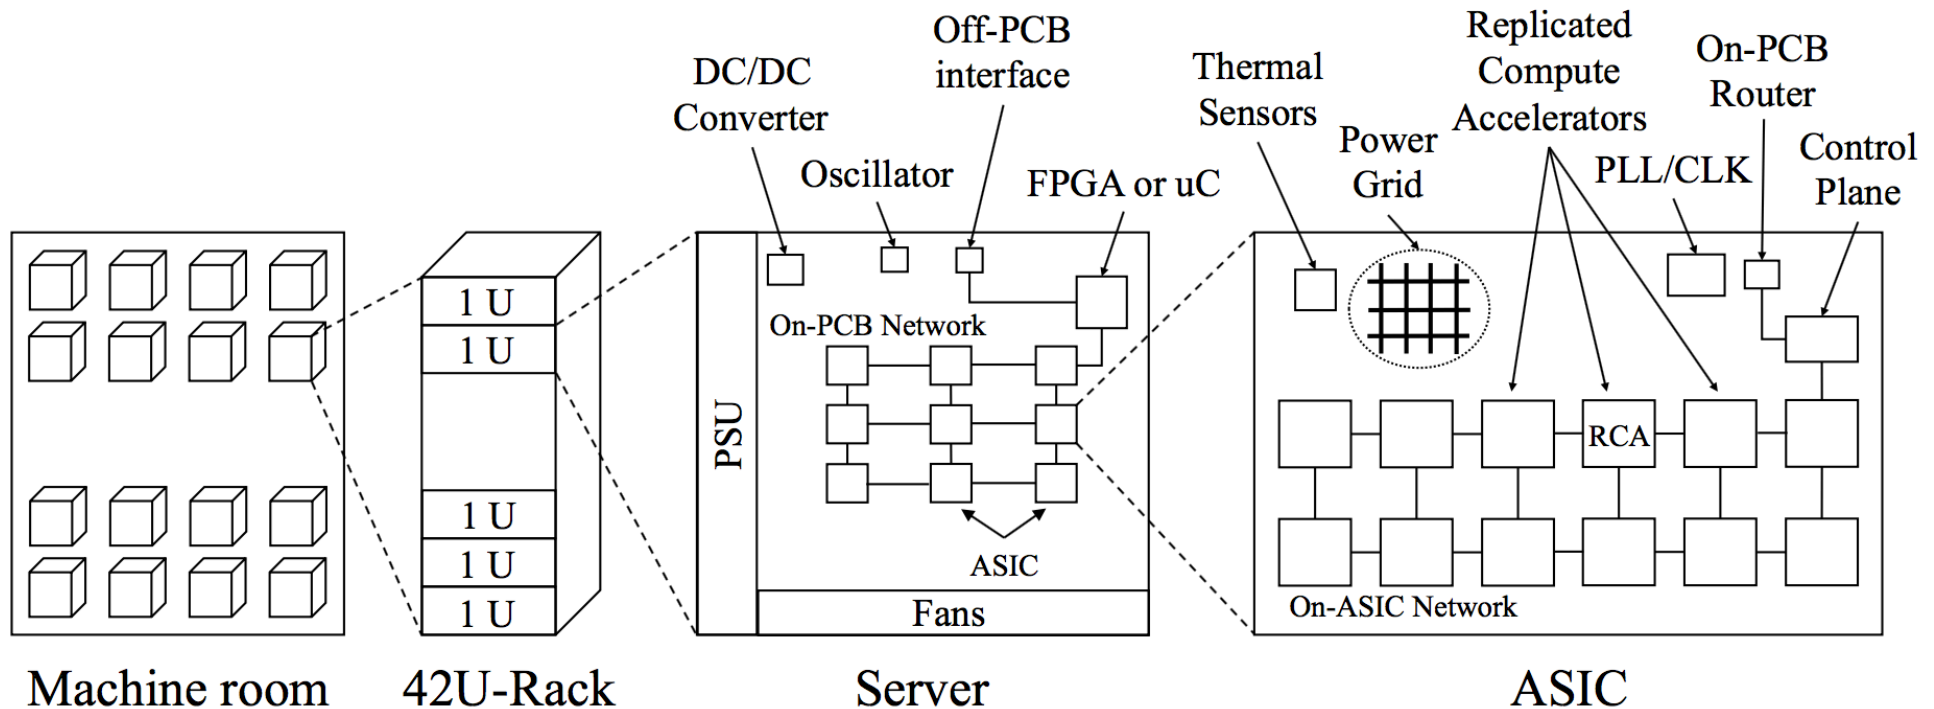 Off-PCB
interface
DC/DC
Converter
Oscillator
FPGA or uC
Thermal
Sensors
Power
Grid
Replicated
Compute
Accelerators
PLL/CLK
On-PCB
Router
Control
Plane
1 U
1 U
1 U
1 U
1 U
PSU
On-PCB Network
ASIC
Fans
RCA
On-ASIC Network
Machine room
42U-Rack
Server
ASIC